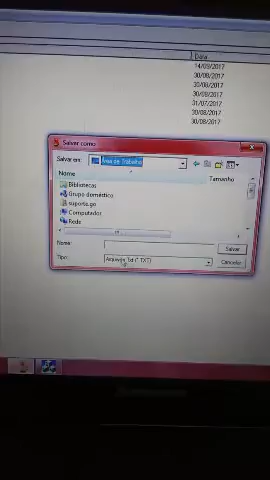 Data
14/09/2017
30/08/2017
30/08/2017
30/08/2017
31/07/2017
30/08/2017
30/08/2017
Salvar como
Salvar em:
Área de Trabalho
Nome
Tamanho
Bibliotecas
Grupo doméstico
suporte.go
Computador
Rede
Nome:
Salvar
Tipo:
(*.TXT)
Cancelar